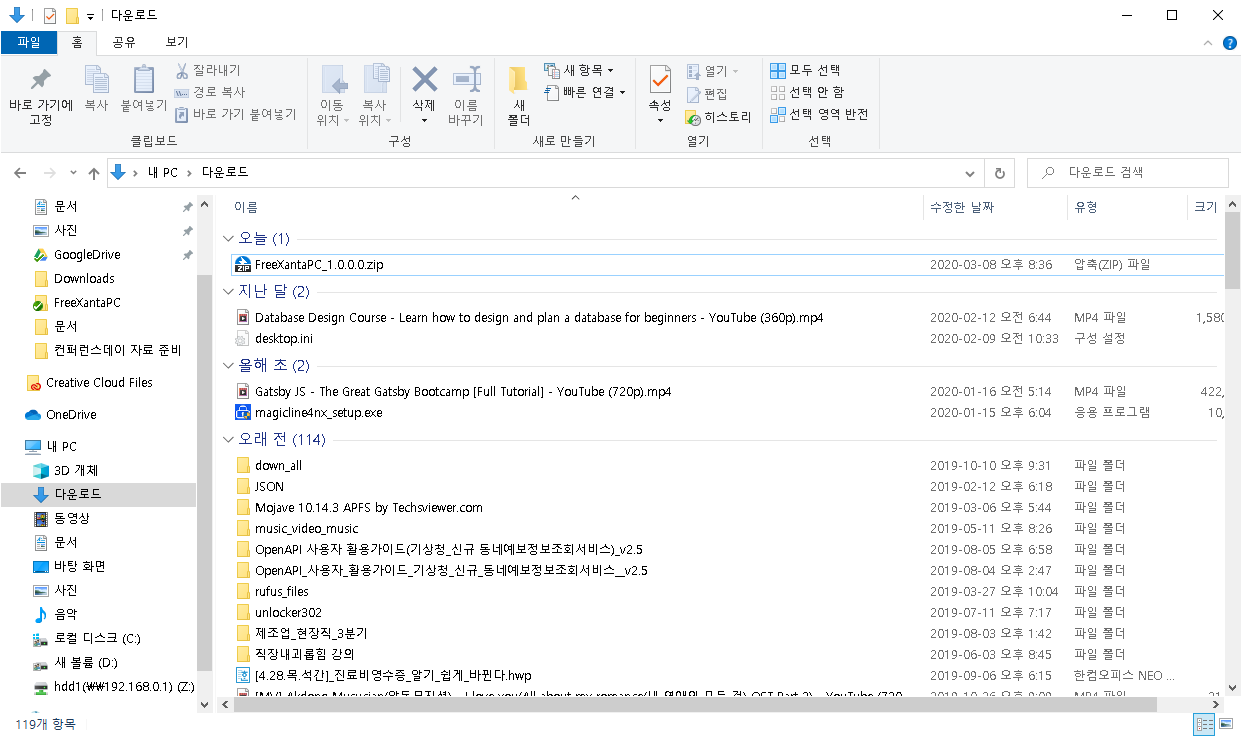 다운로드
파일 홈 공유 보기
바로 가기에 고정
복사
붙여넣기
잘라내기
경로 복사
바로 가기 붙여넣기
클립보드
이동 위치
복사 위치
삭제
이름 바꾸기
구성
새 폴더
새 항목
빠른 연결
새로 만들기
속성
열기
편집
히스토리
열기
모두 선택
선택 안 함
선택 영역 반전
선택
내 PC > 다운로드
다운로드 검색
문서
사진
GoogleDrive
Downloads
FreeXantaPC
문서
컨퍼런스데이 자료 준비
Creative Cloud Files
OneDrive
내 PC
3D 개체
다운로드
동영상
문서
바탕 화면
사진
음악
로컬 디스크 (C:)
새 볼륨 (D:)
hdd1(₩₩192.168.0.1) (Z:)
이름 수정한 날짜 유형 크기
오늘 (1)
FreeXantaPC_1.0.0.0.zip 2020-03-08 오후 8:36 압축(ZIP) 파일
지난 달 (2)
Database Design Course - Learn how to design and plan a database for beginners - YouTube (360p).mp4 2020-02-12 오전 6:44 MP4 파일 1,580
desktop.ini 2020-02-09 오전 10:33 구성 설정
올해 초 (2)
Gatsby JS - The Great Gatsby Bootcamp [Full Tutorial] - YouTube (720p).mp4 2020-01-16 오전 5:14 MP4 파일 422,
magicline4nx_setup.exe 2020-01-15 오후 6:04 응용 프로그램 10,
오래 전 (114)
down_all 2019-10-10 오후 9:31 파일 폴더
JSON 2019-02-12 오후 6:18 파일 폴더
Mojave 10.14.3 APFS by Techsviewer.com 2019-03-06 오후 5:44 파일 폴더
music_video_music 2019-05-11 오후 8:26 파일 폴더
OpenAPI 사용자 활용가이드(기상청_신규 동네예보정보조회서비스)_v2.5 2019-08-05 오후 6:58 파일 폴더
OpenAPI_사용자_활용가이드_기상청_신규_동네예보정보조회서비스__v2.5 2019-08-04 오후 2:47 파일 폴더
rufus_files 2019-03-27 오후 10:04 파일 폴더
unlocker302 2019-07-11 오후 7:17 파일 폴더
제조업_현장직_3분기 2019-08-03 오후 1:42 파일 폴더
직장내괴롭힘 강의 2019-06-03 오후 8:45 파일 폴더
[4.28.목.석간]_진료비영수증_알기_쉽게_바뀐다.hwp 2019-09-06 오후 6:15 한컴오피스 NEO ...
119개 항목